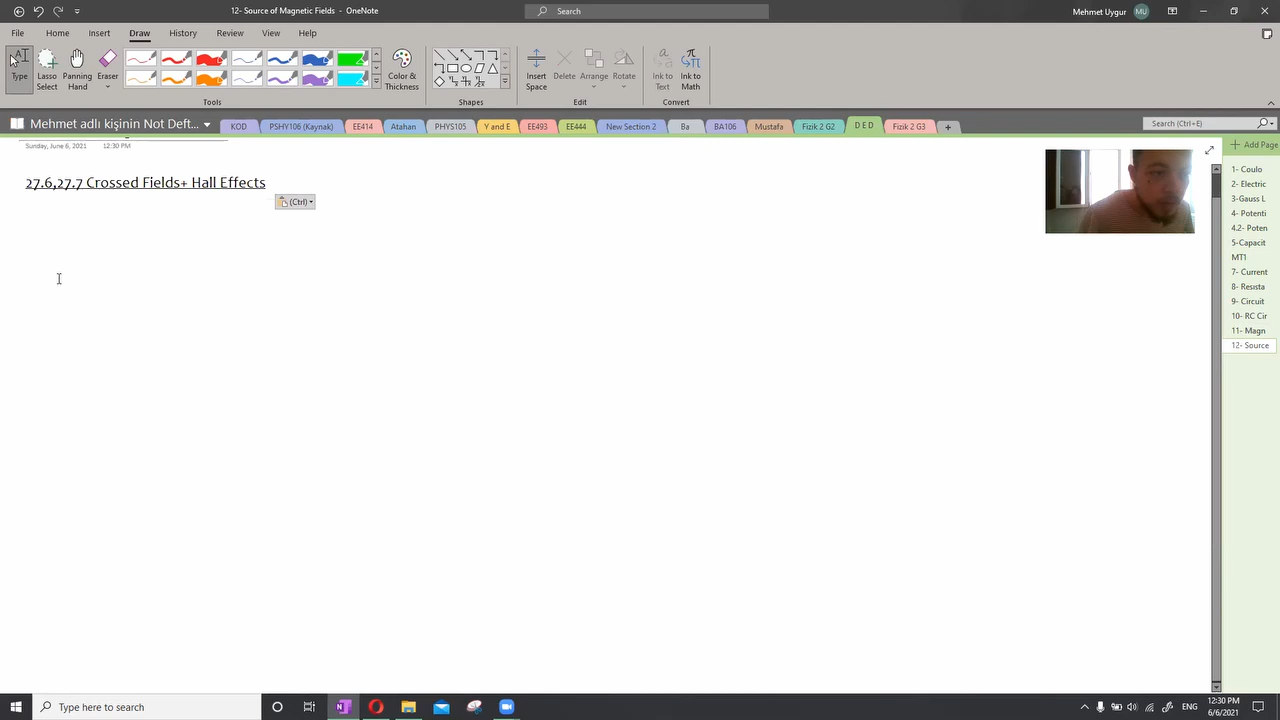 12- Source of Magnetic Fields - OneNote
Search
Mehmet Uygur
MU
File Home Insert Draw History Review View Help
Type
Lasso Select
Panning Hand
Eraser
Color & Thickness
Insert Space
Delete
Arrange
Rotate
Ink to Text
Ink to Math
Tools
Shapes
Edit
Convert
Mehmet adlı kişinin Not Deft...
KOD
PSHY106 (Kaynak)
EE414
Atahan
PHYS105
Y and E
EE493
EE444
New Section 2
Ba
BA106
Mustafa
Fizik 2 G2
D E D
Fizik 2 G3
Search (Ctrl+E)
Sunday, June 6, 2021 12:30 PM
Add Page
27.6,27.7 Crossed Fields+ Hall Effects
(Ctrl)
1- Coulo
2- Electric
3-Gauss L
4- Potenti
4.2- Poten
5-Capacit
MT1
7- Current
8- Resista
9- Circuit
10- RC Cir
11- Magn
12- Source
Type here to search
ENG
12:30 PM
6/6/2021